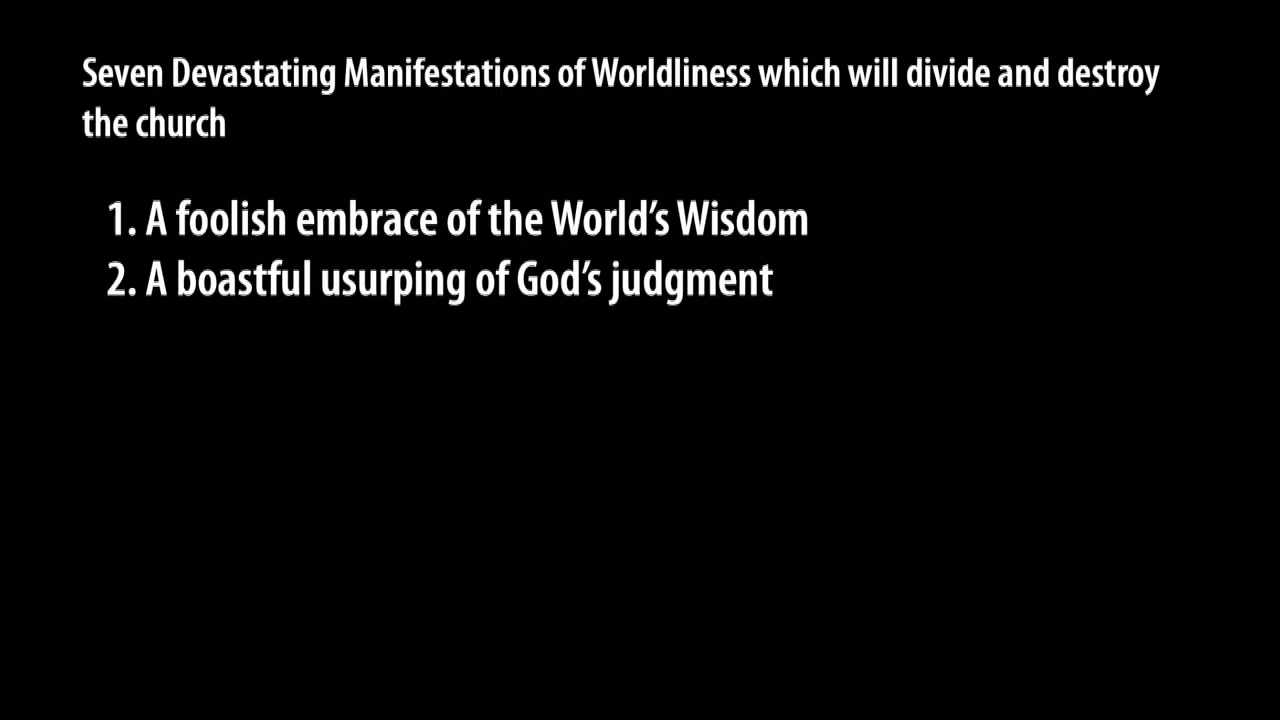 Seven Devastating Manifestations of Worldliness which will divide and destroy
the church
1. A foolish embrace of the World’s Wisdom
2. A boastful usurping of God’s judgment